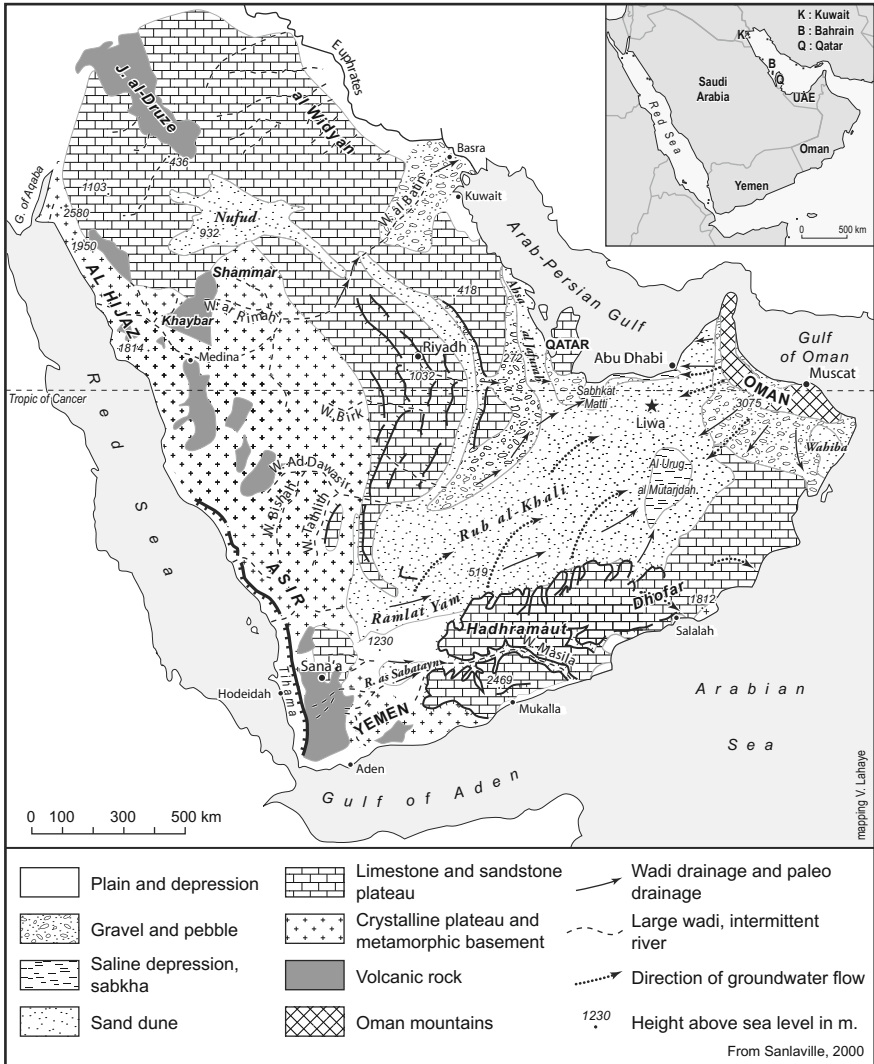 K : Kuwait
B : Bahrain
Q : Qatar
K
B
Q
Saudi
Arabia
UAE
Red Sea
Oman
Yemen
0 500 km
Euphrates
J. al-Druze
al Widyan
436
Basra
W. al Batin
Kuwait
G. of Aqaba
1103
2580
Nufud
932
1950
AL HIJAZ
Shammar
W. ar Rimah
Khaybar
1814
Medina
418
Arab-Persian Gulf
Riyadh
1032
272
al Jafurah
QATAR
Abu Dhabi
Gulf
of Oman
Muscat
OMAN
Tropic of Cancer
Sabhkat
Matti
Liwa
3075
Wahiba
W. Birk
Red Sea
W. Ad Dawasir
W. Bishah
W. Tathlith
Al Urug
al Mutaridah
Rub al-Khali
ASIR
519
Ramlat Yam
Dhofar
1812
Salalah
1230
Hadhramaut
W. Masila
Sana'a
R. as Sabatayn
2469
Hodeidah
Tihama
YEMEN
Mukalla
Arabian
Sea
Aden
Gulf of Aden
0 100 300 500 km
mapping V. Lahaye
Plain and depression
Limestone and sandstone
plateau
Wadi drainage and paleo
drainage
Gravel and pebble
Crystalline plateau and
metamorphic basement
Large wadi, intermittent
river
Saline depression,
sabkha
Volcanic rock
Direction of groundwater flow
Sand dune
Oman mountains
1230
Height above sea level in m.
From Sanlaville, 2000